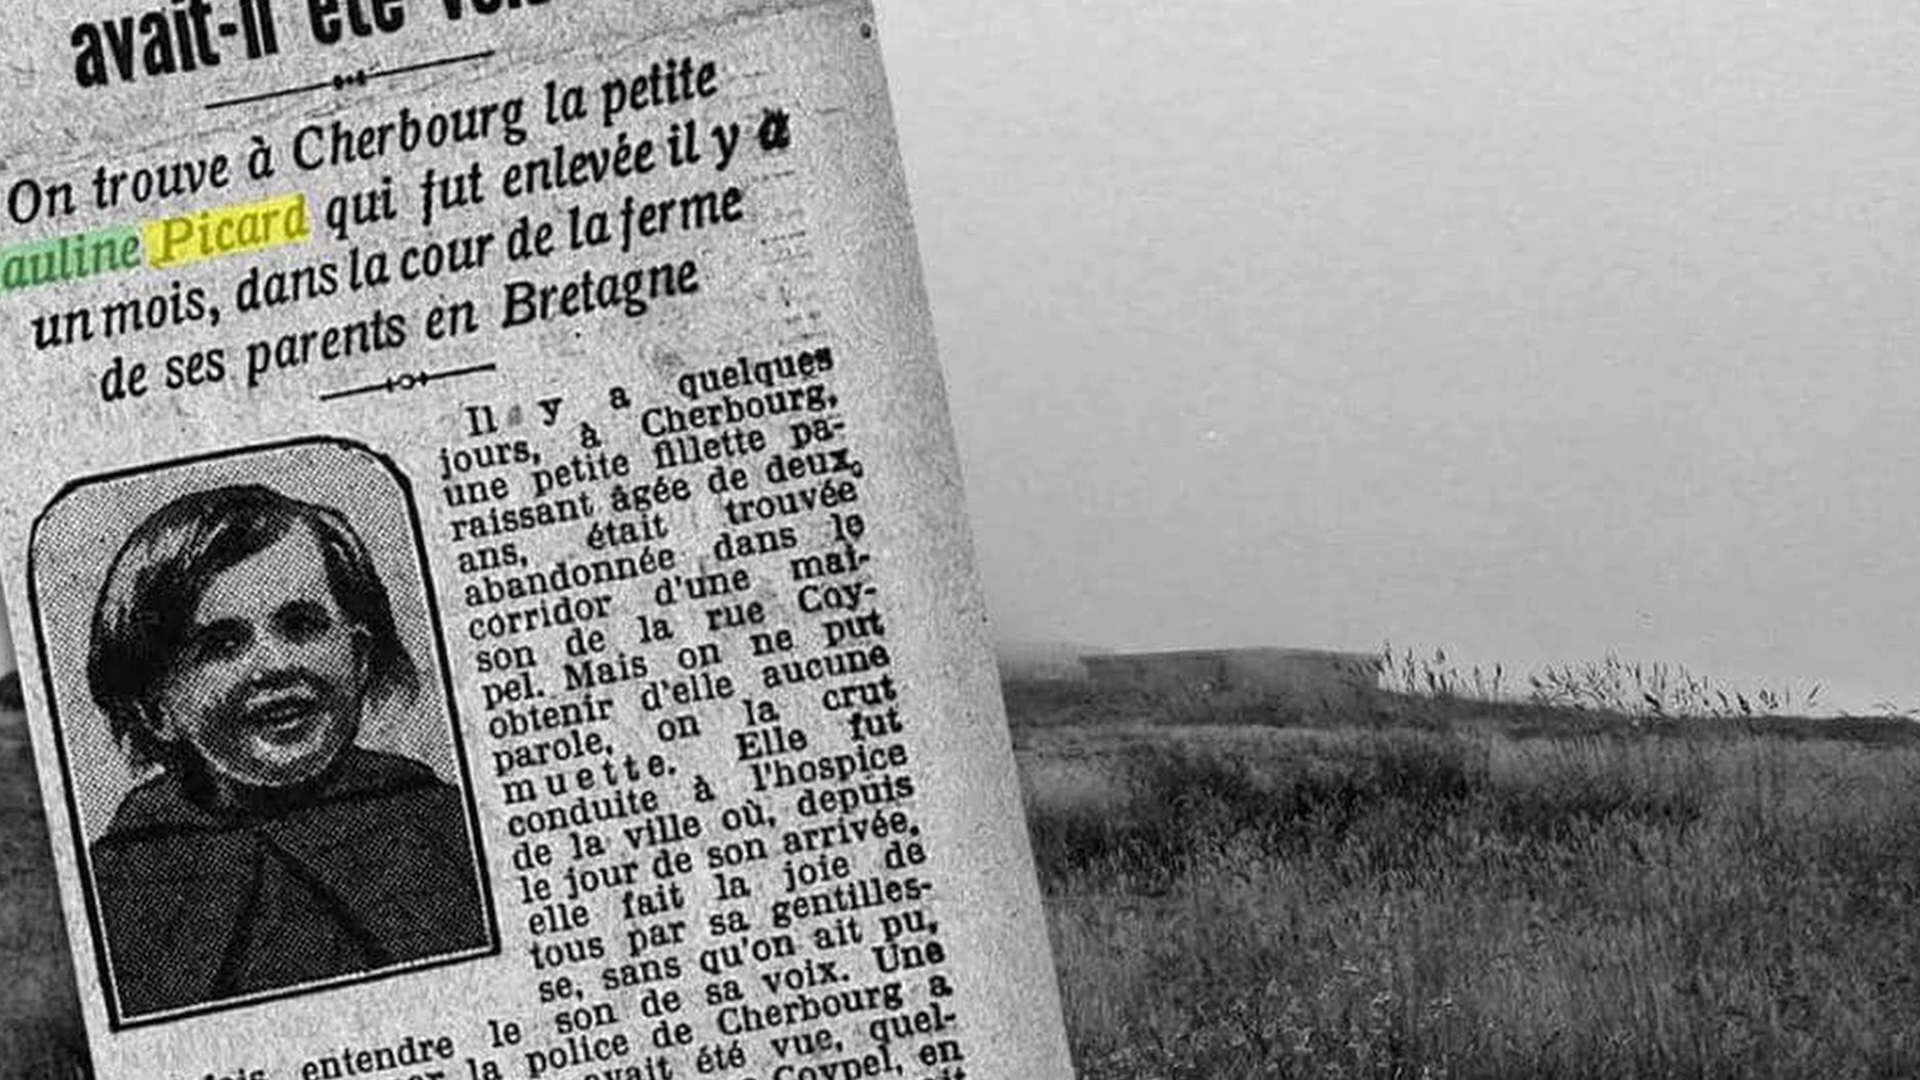 avait-il été
On trouve à Cherbourg la petite
auline Picard qui fut enlevée il y a
un mois, dans la cour de la ferme
de ses parents en Bretagne
Il y a quelques
jours, à Cherbourg,
une petite fillette pa-
raissant âgée de deux
ans, était trouvée
abandonnée dans le
corridor d'une mai-
son de la rue Coy-
pel. Mais on ne put
obtenir d'elle aucune
parole, on la crut
muette. Elle fut
conduite à l'hospice
de la ville où, depuis
le jour de son arrivée,
elle fait la joie de
tous par sa gentilles-
se, sans qu'on ait pu,
entendre le son de sa voix. Une
la police de Cherbourg a
avait été vue, quel-
Coypel, en